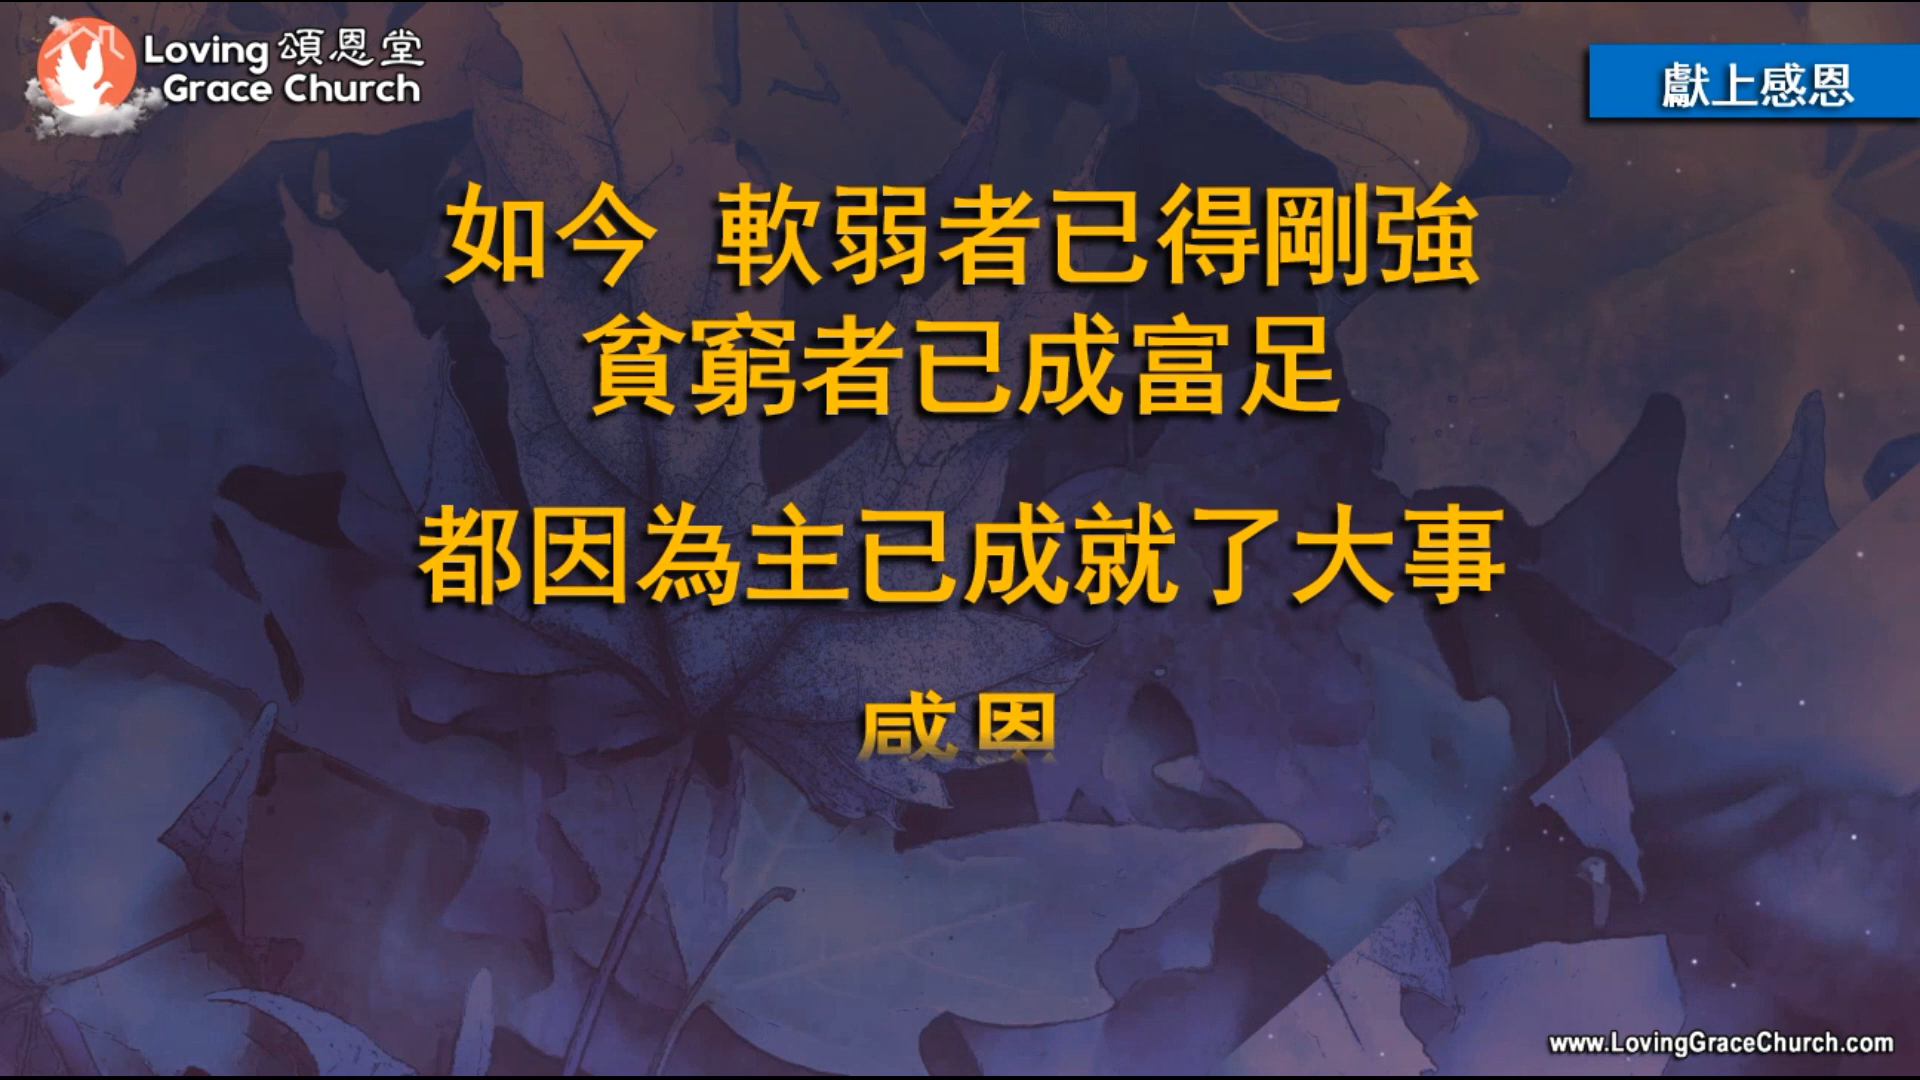 Loving 頌恩堂
Grace Church
獻上感恩
如今 軟弱者已得剛強
貧窮者已成富足
都因為主已成就了大事
感恩
www.LovingGraceChurch.com